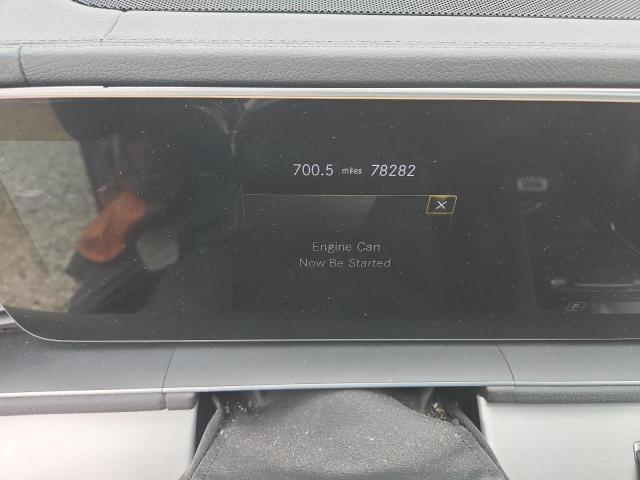 700.5 miles 78282
X
Engine Can
Now Be Started
P